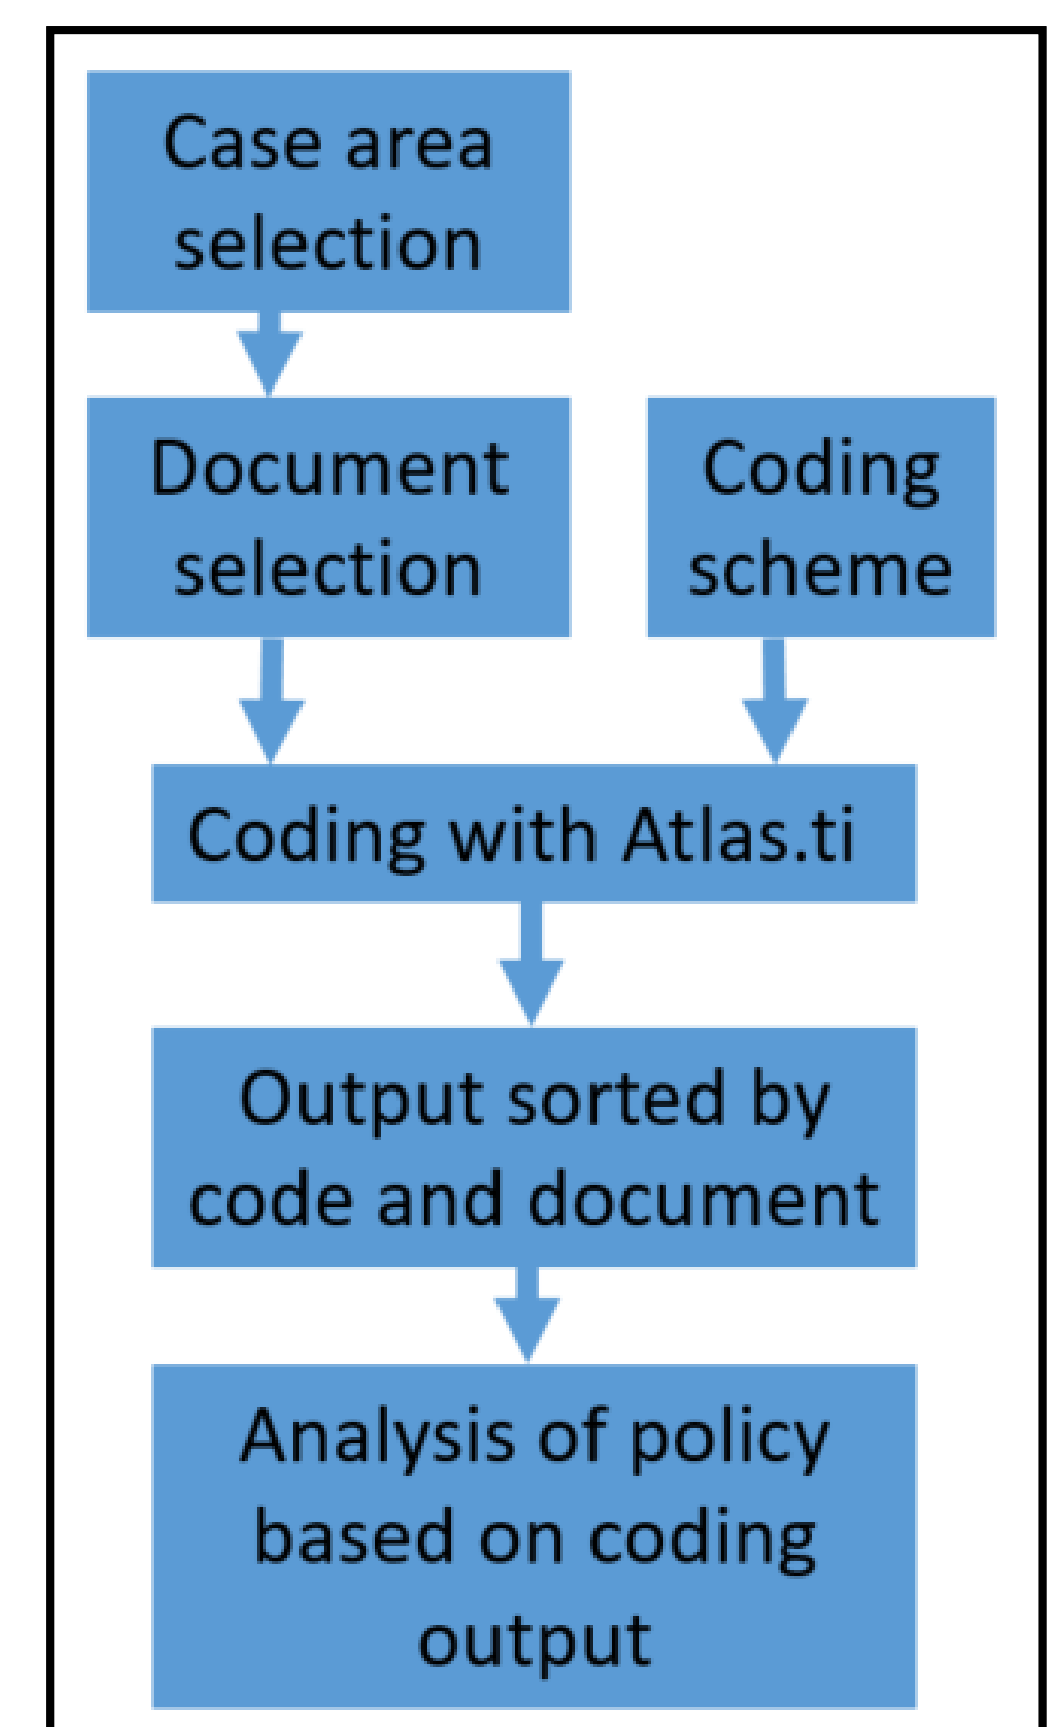 Case area
selection
Document
selection
Coding
scheme
Coding with Atlas.ti
Output sorted by
code and document
Analysis of policy
based on coding
output